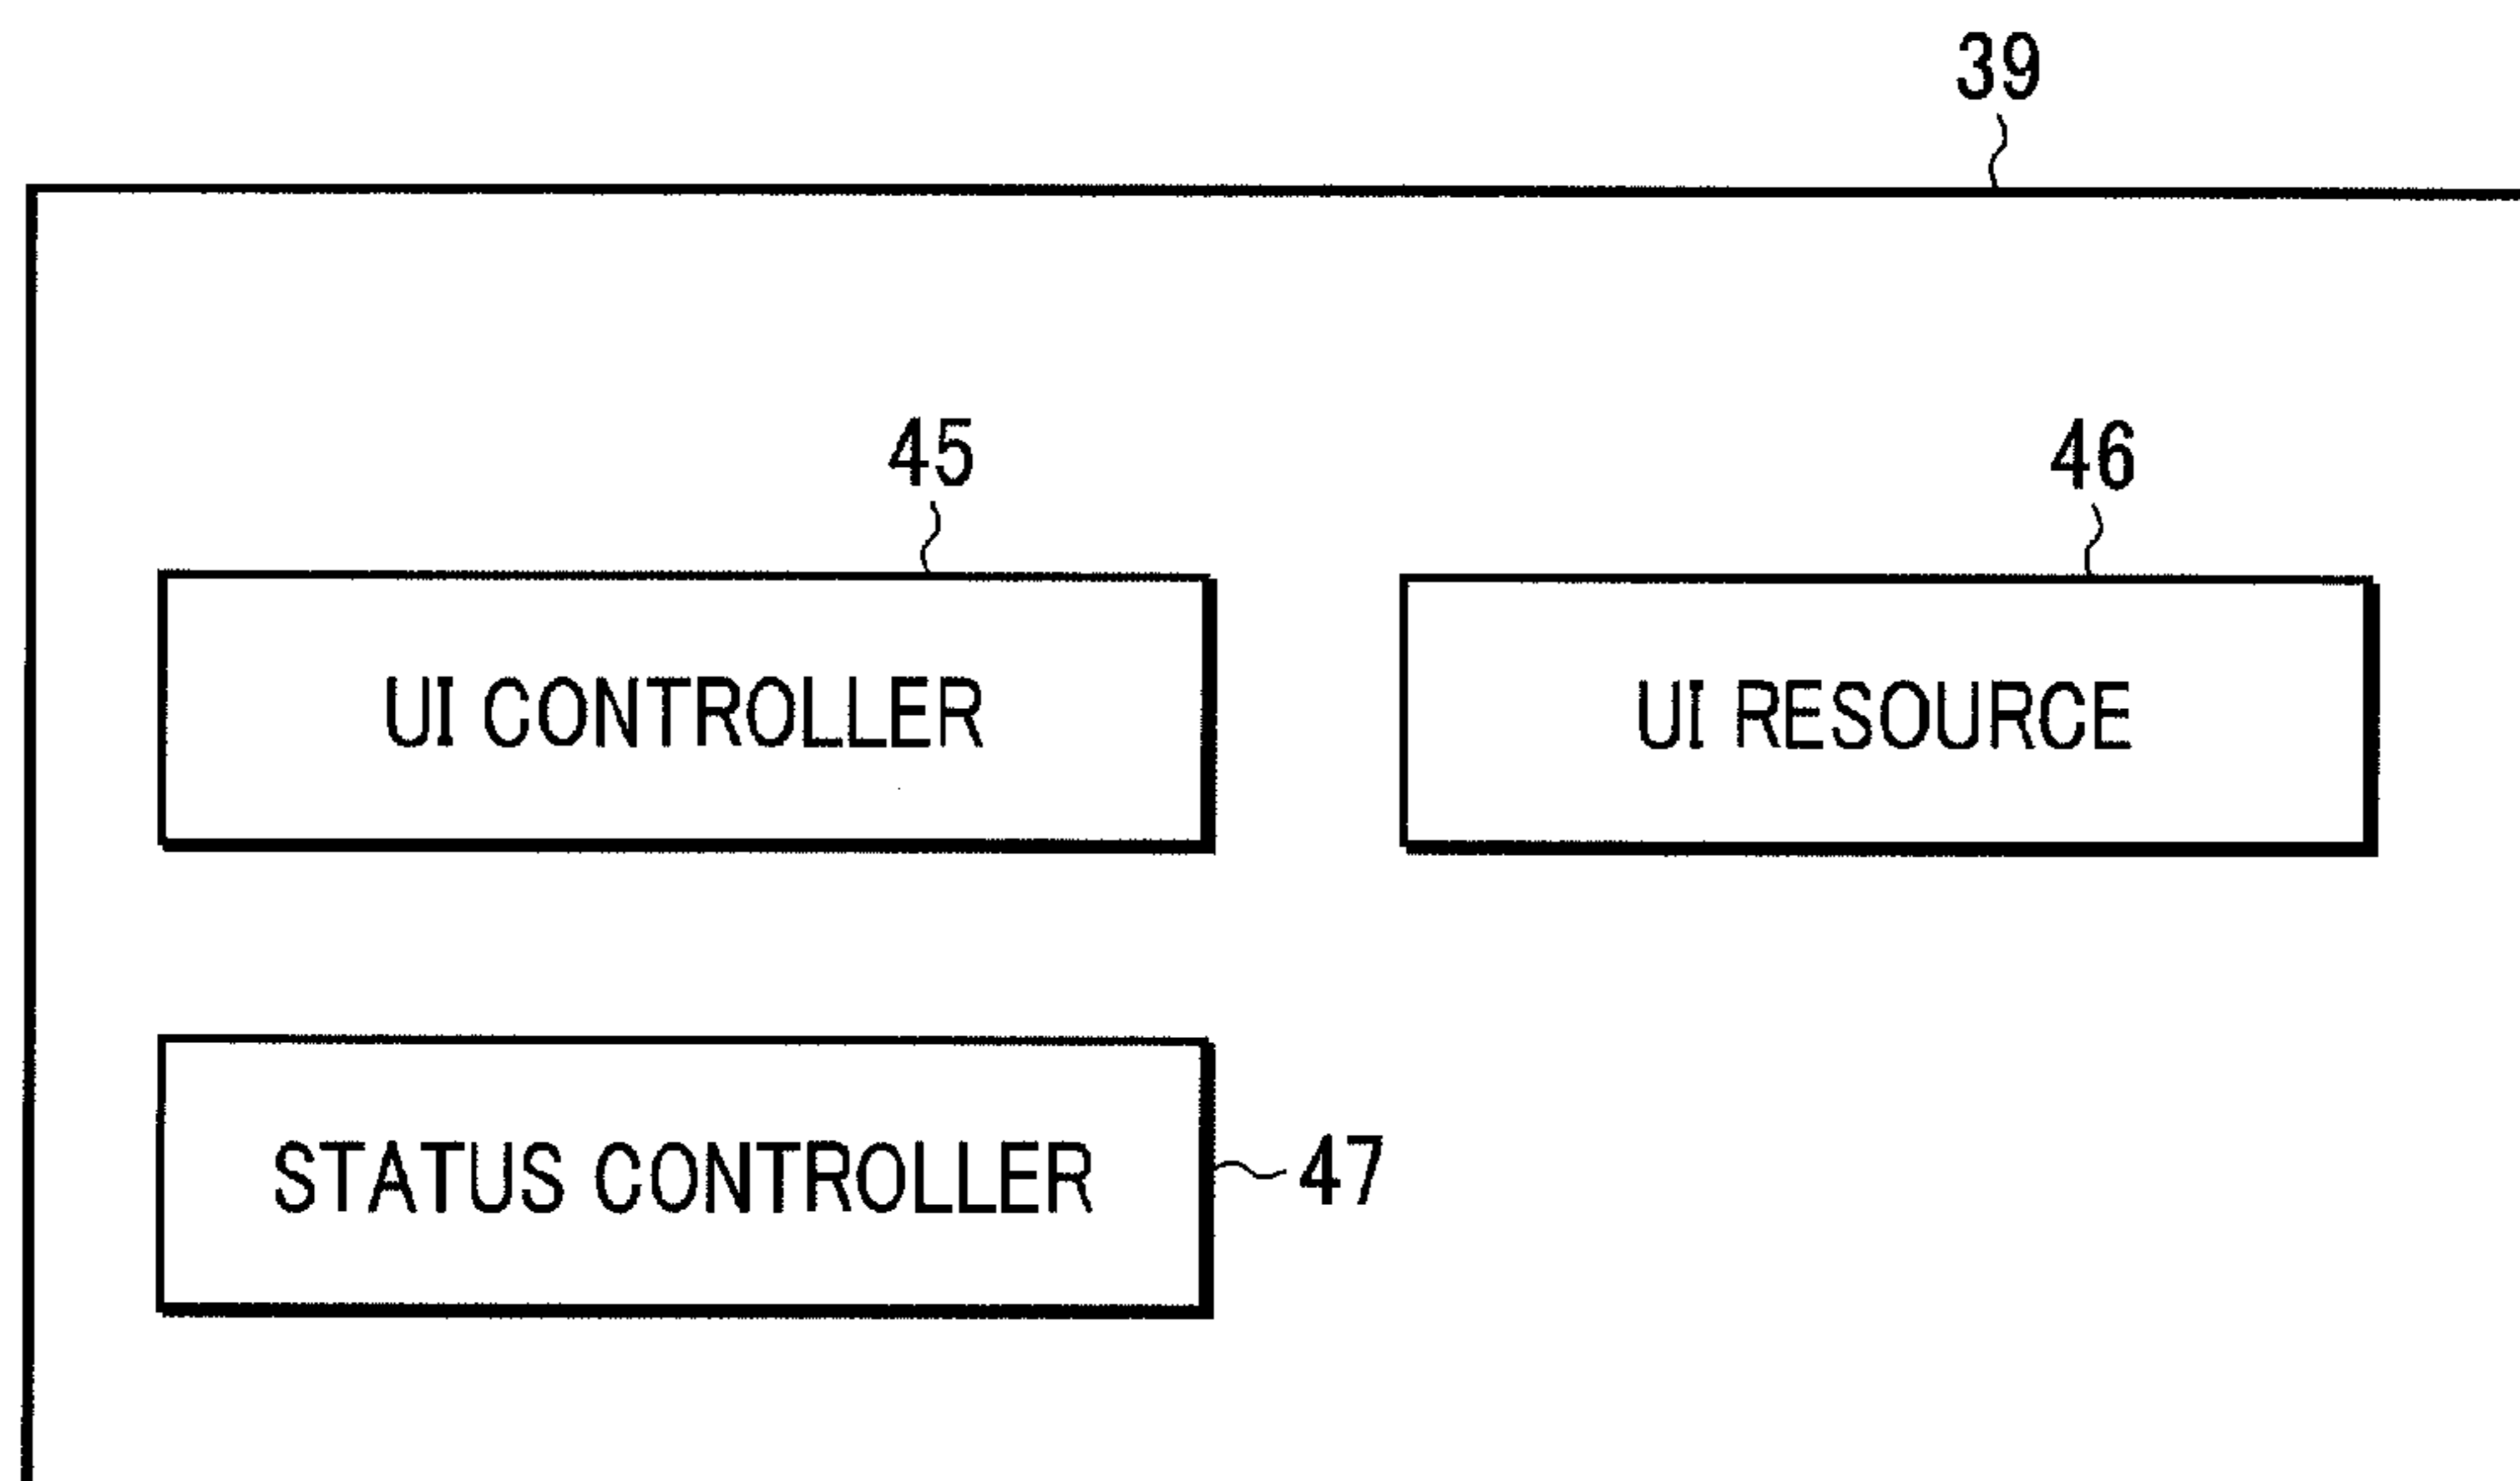 39
45
46
UI CONTROLLER
UI RESOURCE
STATUS CONTROLLER
47